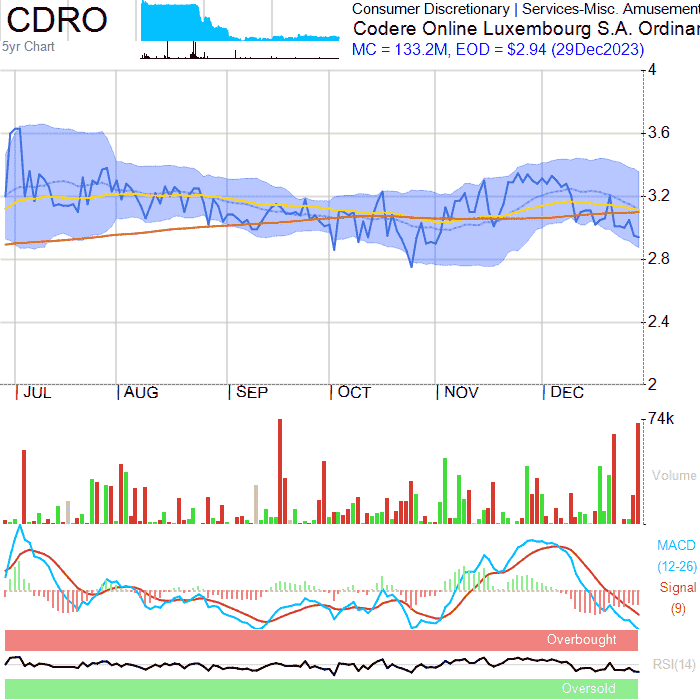 CDRO
5yr Chart
Consumer Discretionary | Services-Misc. Amusement
Codere Online Luxembourg S.A. Ordinar
MC = 133.2M, EOD = $2.94 (29Dec2023)
4
3.6
3.2
2.8
2.4
2
JUL AUG SEP OCT NOV DEC
74k
Volume
MACD
(12-26)
Signal
(9)
Overbought
RSI(14)
Oversold